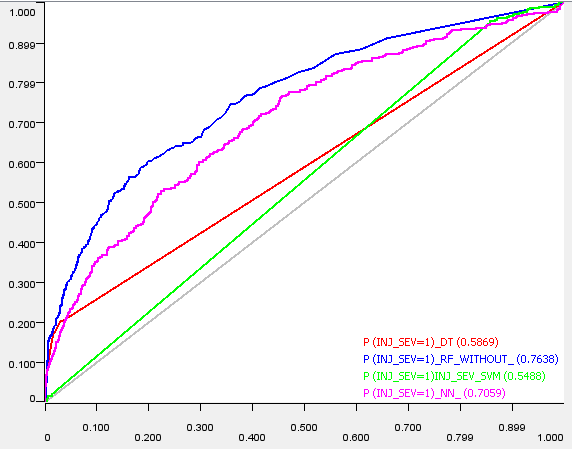 1.000
0.899
0.799
0.700
0.600
0.500
0.400
0.300
0.200
0.100
0
P (INJ_SEV=1)_DT (0.5869)
P (INJ_SEV=1)_RF_WITHOUT_ (0.7638)
P (INJ_SEV=1)INJ_SEV_SVM (0.5488)
P (INJ_SEV=1)_NN_ (0.7059)
0.100 0.300 0.500 0.700 0.899
0 0.200 0.400 0.600 0.799 1.000